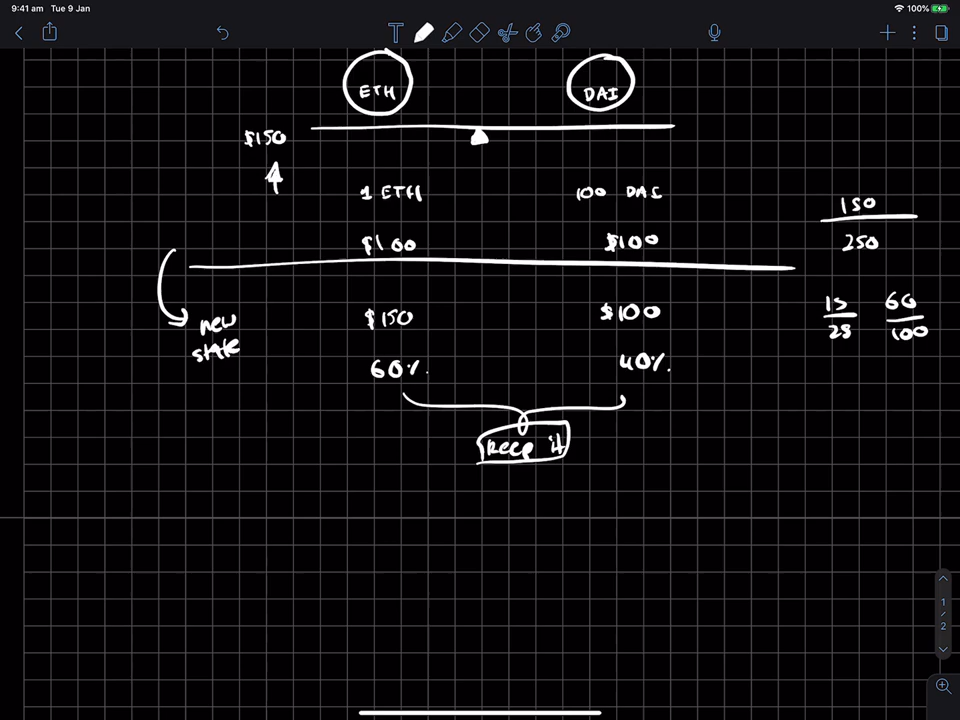 9:41 am Tue 9 Jan
100%
T
ETH DAI
$150
1 ETH 100 DAI
$100 $100
150
250
new
state
$150 $100
60% 40%
15 60
25 100
keep it
1
/
2